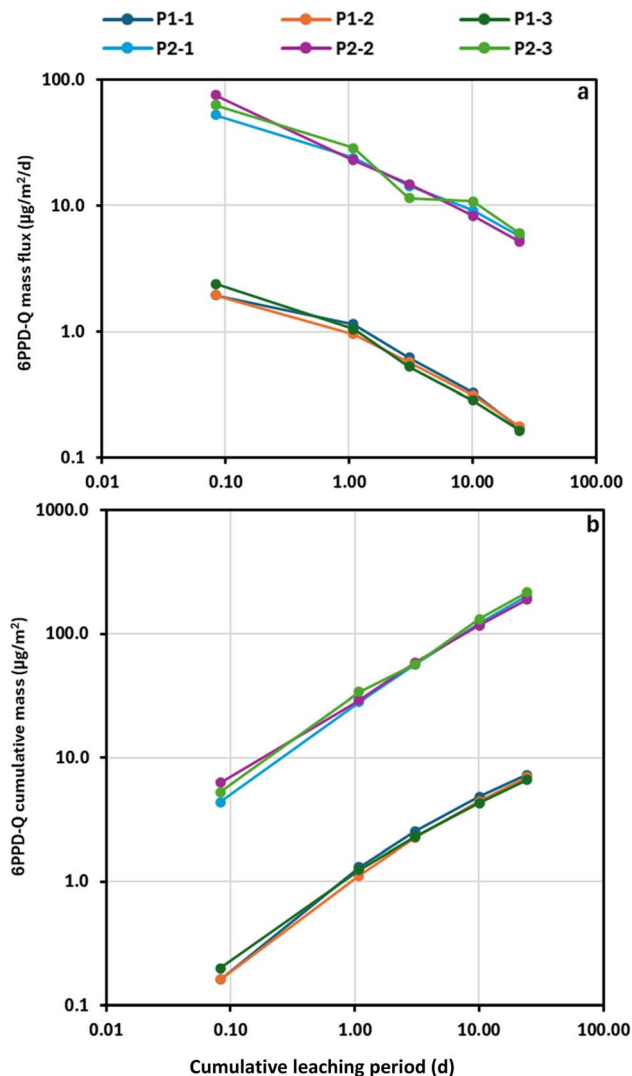 P1-1 P1-2 P1-3
P2-1 P2-2 P2-3
a
6PPD-Q mass flux (µg/m²/d)
100.0
10.0
1.0
0.1
0.01 0.10 1.00 10.00 100.00
b
6PPD-Q cumulative mass (µg/m²)
1000.0
100.0
10.0
1.0
0.1
0.01 0.10 1.00 10.00 100.00
Cumulative leaching period (d)